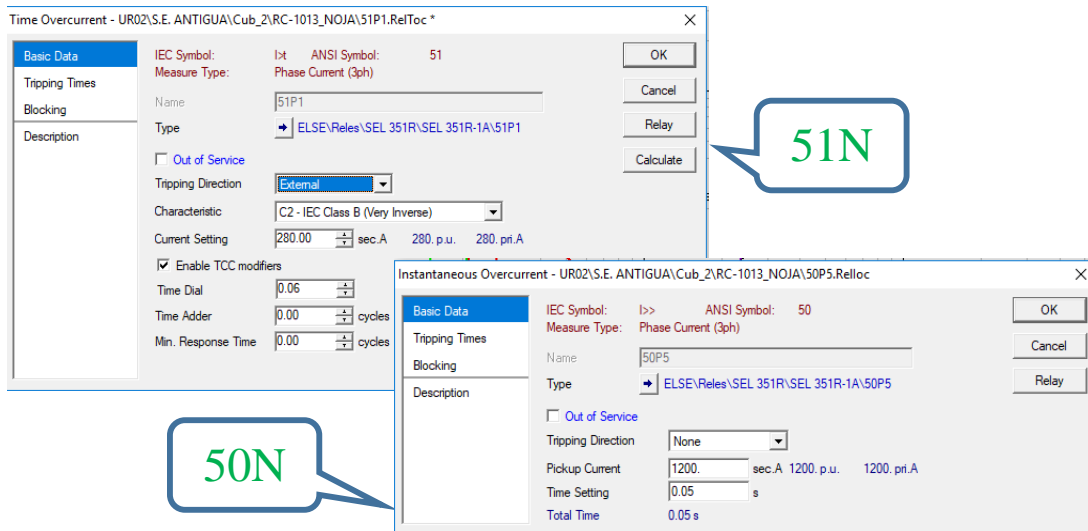 Time Overcurrent - UR02\S.E. ANTIGUA\Cub_2\RC-1013_NOJA\51P1.RelToc *
Basic Data
Tripping Times
Blocking
Description
IEC Symbol: I>t ANSI Symbol: 51
Measure Type: Phase Current (3ph)
Name 51P1
Type ELSE\Reles\SEL 351R\SEL 351R-1A\51P1
Out of Service
Tripping Direction External
Characteristic C2 - IEC Class B (Very Inverse)
Current Setting 280.00 sec.A 280. p.u. 280. pri.A
Enable TCC modifiers
Time Dial 0.06
Time Adder 0.00 cycles
Min. Response Time 0.00 cycles
OK
Cancel
Relay
Calculate
51N
Instantaneous Overcurrent - UR02\S.E. ANTIGUA\Cub_2\RC-1013_NOJA\50P5.RelIoc
Basic Data
Tripping Times
Blocking
Description
IEC Symbol: I>> ANSI Symbol: 50
Measure Type: Phase Current (3ph)
Name 50P5
Type ELSE\Reles\SEL 351R\SEL 351R-1A\50P5
Out of Service
Tripping Direction None
Pickup Current 1200. sec.A 1200. p.u. 1200. pri.A
Time Setting 0.05 s
Total Time 0.05 s
OK
Cancel
Relay
50N